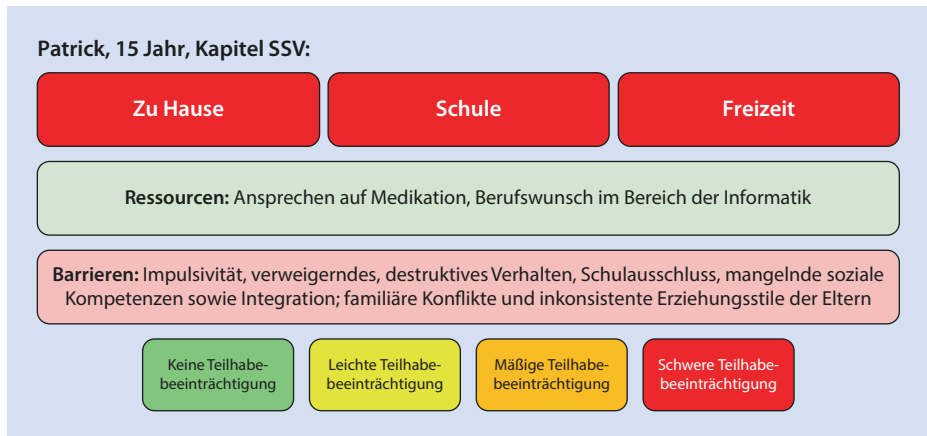 Patrick, 15 Jahr, Kapitel SSV:
Zu Hause
Schule
Freizeit
Ressourcen: Ansprechen auf Medikation, Berufswunsch im Bereich der Informatik
Barrieren: Impulsivität, verweigerndes, destruktives Verhalten, Schulausschluss, mangelnde soziale
Kompetenzen sowie Integration; familiäre Konflikte und inkonsistente Erziehungsstile der Eltern
Keine Teilhabe-
beeinträchtigung
Leichte Teilhabe-
beeinträchtigung
Mäßige Teilhabe-
beeinträchtigung
Schwere Teilhabe-
beeinträchtigung